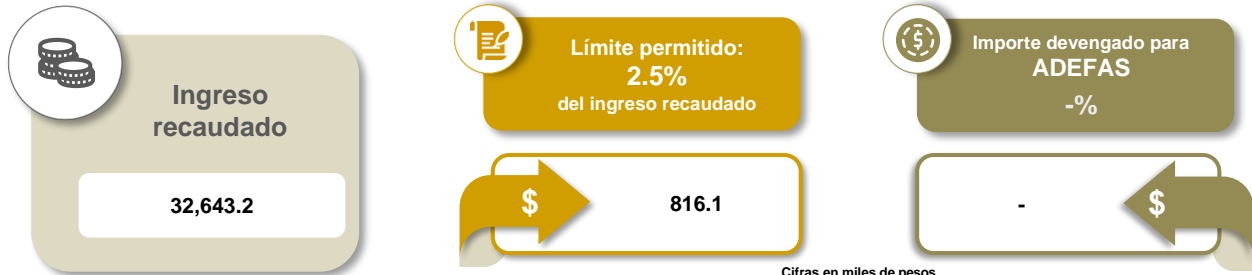 Ingreso
recaudado
32,643.2
Límite permitido:
2.5%
del ingreso recaudado
$
816.1
Importe devengado para
ADEFAS
-%
-
$
Cifras en miles de pesos